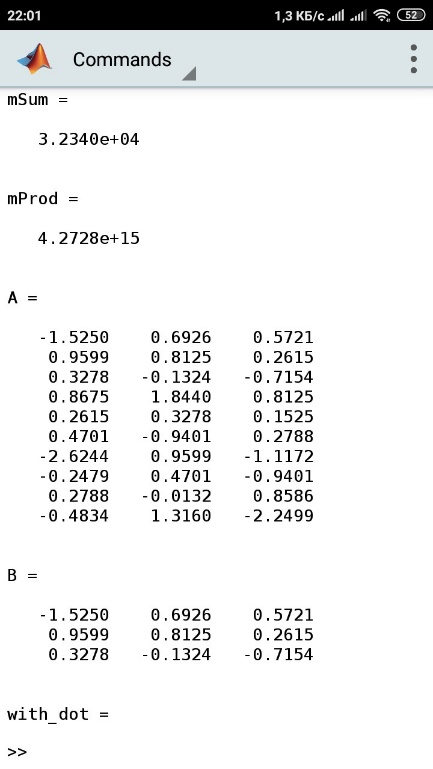 22:01 1,3 КБ/с 52
Commands
mSum =
3.2340e+04
mProd =
4.2728e+15
A =
-1.5250 0.6926 0.5721
0.9599 0.8125 0.2615
0.3278 -0.1324 -0.7154
0.8675 1.8440 0.8125
0.2615 0.3278 0.1525
0.4701 -0.9401 0.2788
-2.6244 0.9599 -1.1172
-0.2479 0.4701 -0.9401
0.2788 -0.0132 0.8586
-0.4834 1.3160 -2.2499
B =
-1.5250 0.6926 0.5721
0.9599 0.8125 0.2615
0.3278 -0.1324 -0.7154
with_dot =
>>